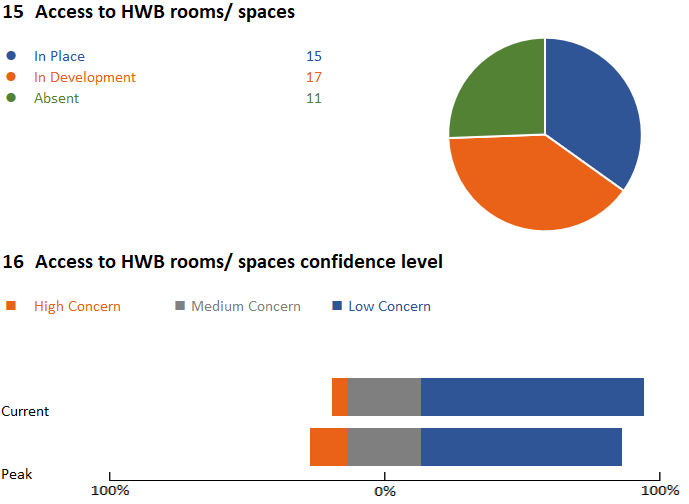 15 Access to HWB rooms/ spaces
In Place 15
In Development 17
Absent 11
16 Access to HWB rooms/ spaces confidence level
High Concern Medium Concern Low Concern
Current
Peak
100% 0% 100%